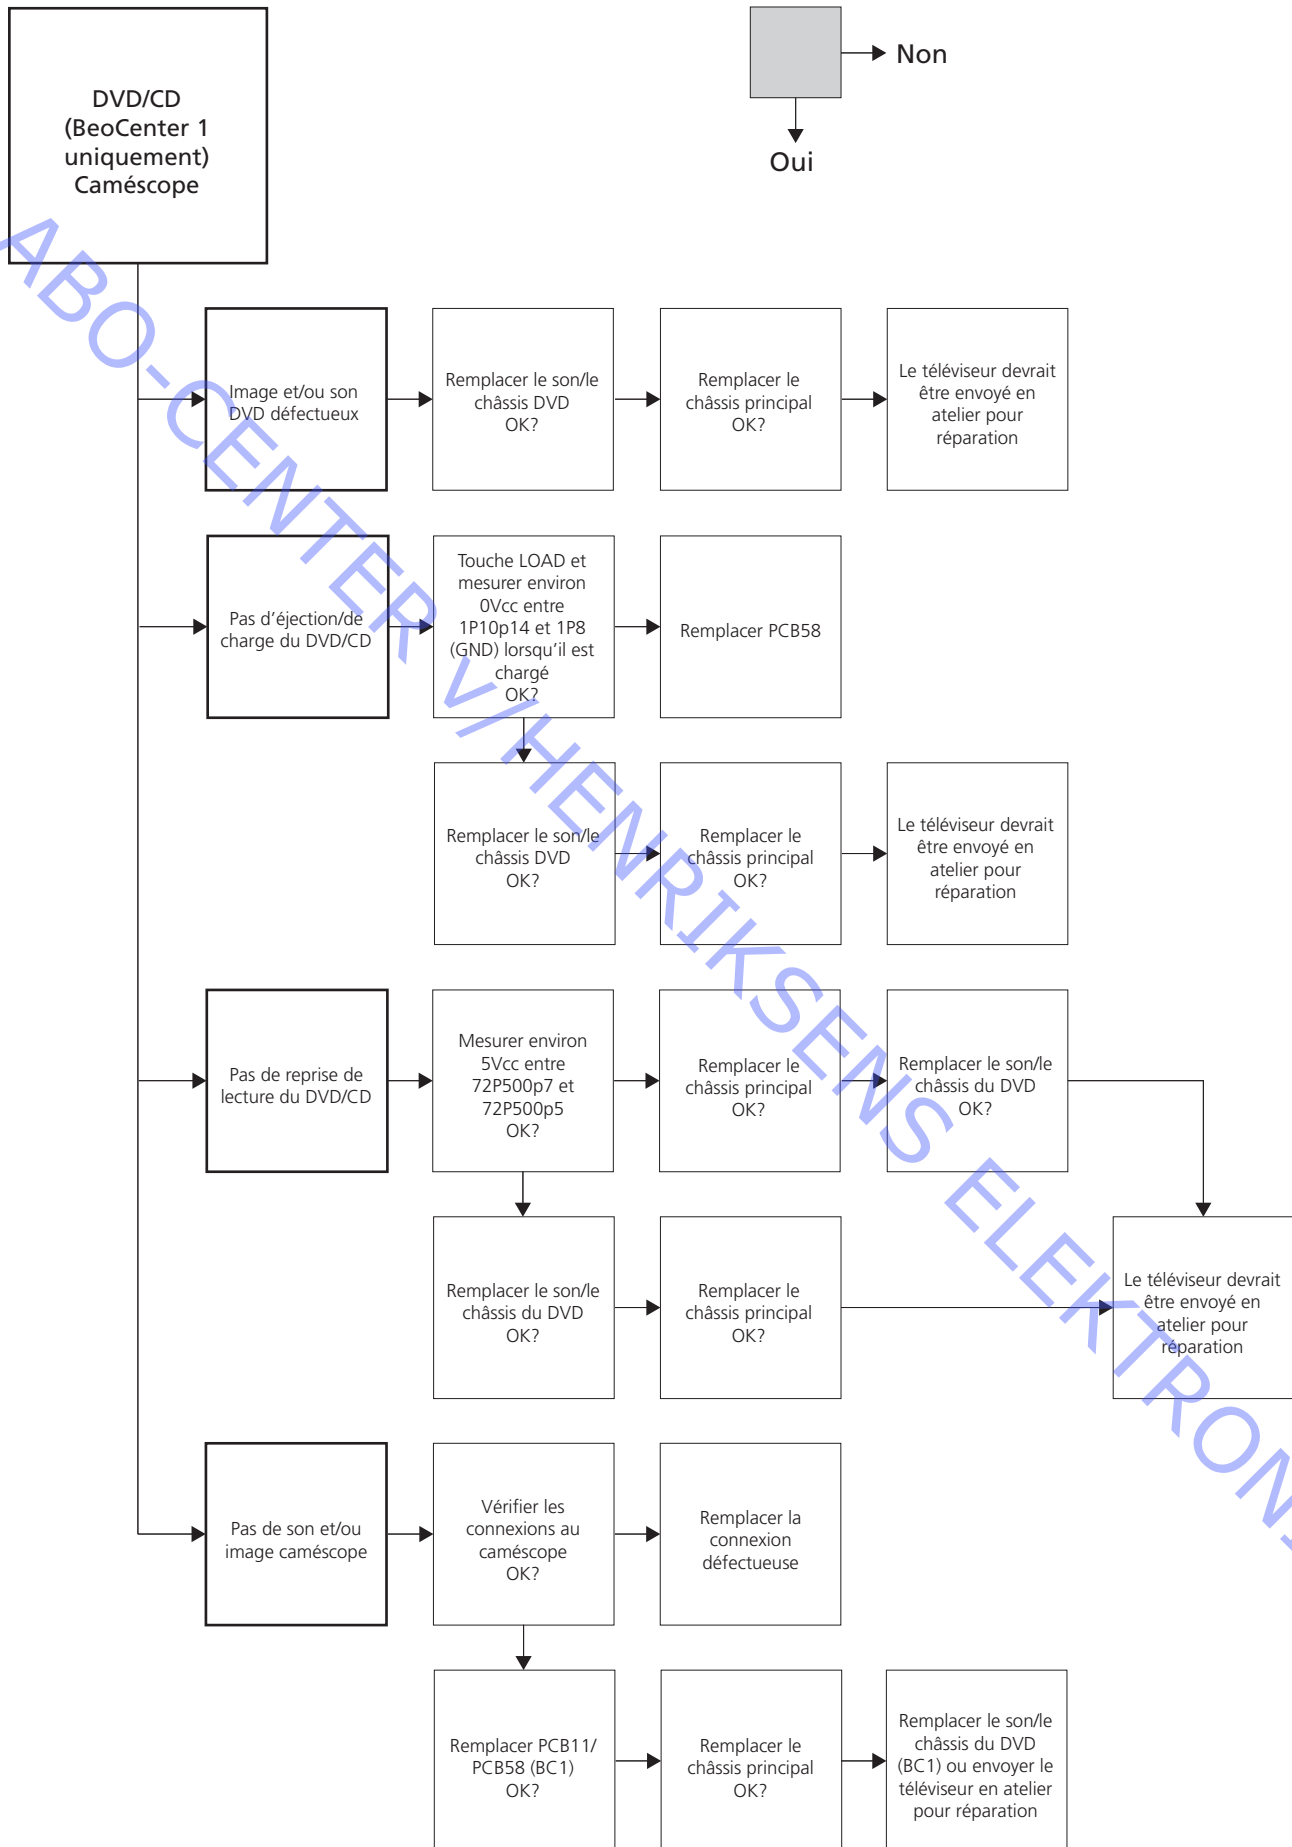 DVD/CD
(BeoCenter 1
uniquement)
Caméscope
Non
Oui
Image et/ou son
DVD défectueux
Remplacer le son/le
châssis DVD
OK?
Remplacer le
châssis principal
OK?
Le téléviseur devrait
être envoyé en
atelier pour
réparation
Pas d'éjection/de
charge du DVD/CD
Touche LOAD et
mesurer environ
0Vcc entre
1P10p14 et 1P8
(GND) lorsqu'il est
chargé
OK?
Remplacer PCB58
Remplacer le son/le
châssis DVD
OK?
Remplacer le
châssis principal
OK?
Le téléviseur devrait
être envoyé en
atelier pour
réparation
Pas de reprise de
lecture du DVD/CD
Mesurer environ
5Vcc entre
72P500p7 et
72P500p5
OK?
Remplacer le
châssis principal
OK?
Remplacer le son/le
châssis du DVD
OK?
Remplacer le son/le
châssis du DVD
OK?
Remplacer le
châssis principal
OK?
Le téléviseur devrait
être envoyé en
atelier pour
réparation
Pas de son et/ou
image caméscope
Vérifier les
connexions au
caméscope
OK?
Remplacer la
connexion
défectueuse
Remplacer PCB11/
PCB58 (BC1)
OK?
Remplacer le
châssis principal
OK?
Remplacer le son/le
châssis du DVD
(BC1) ou envoyer le
téléviseur en atelier
pour réparation
ABO-CENTER V/HENRIKSENS ELEKTRON